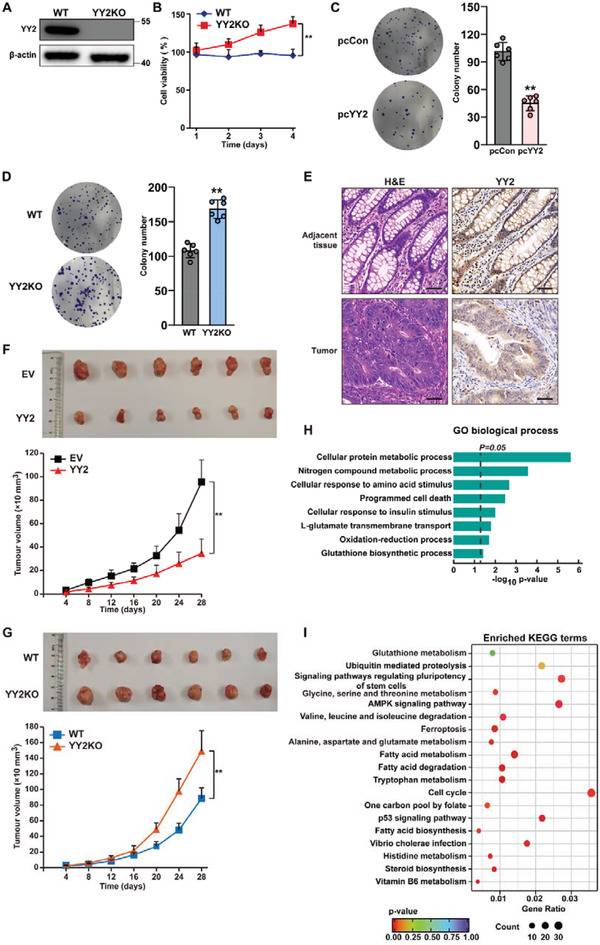 A
WT YY2KO
YY2
55
β-actin
40
B
Cell viability ( % )
150
100
50
0
1 2 3 4
Time (days)
WT
YY2KO
**
C
pcCon
pcYY2
Colony number
150
120
90
60
30
0
**
pcCon pcYY2
D
WT
YY2KO
Colony number
200
150
100
50
0
**
WT YY2KO
E
H&E YY2
Adjacent
tissue
Tumor
F
EV
YY2
Tumour volume (×10 mm³)
120
100
80
60
40
20
0
EV
YY2
**
4 8 12 16 20 24 28
Time (days)
G
WT
YY2KO
Tumour volume (×10 mm³)
180
160
140
120
100
80
60
40
20
0
WT
YY2KO
**
4 8 12 16 20 24 28
Time (days)
H
GO biological process
P=0.05
Cellular protein metabolic process
Nitrogen compound metabolic process
Cellular response to amino acid stimulus
Programmed cell death
Cellular response to insulin stimulus
L-glutamate transmembrane transport
Oxidation-reduction process
Glutathione biosynthetic process
0 1 2 3 4 5 6
-log₁₀ p-value
I
Enriched KEGG terms
Glutathione metabolism
Ubiquitin mediated proteolysis
Signaling pathways regulating pluripotency
of stem cells
Glycine, serine and threonine metabolism
AMPK signaling pathway
Valine, leucine and isoleucine degradation
Ferroptosis
Alanine, aspartate and glutamate metabolism
Fatty acid metabolism
Fatty acid degradation
Tryptophan metabolism
Cell cycle
One carbon pool by folate
p53 signaling pathway
Fatty acid biosynthesis
Vibrio cholerae infection
Histidine metabolism
Steroid biosynthesis
Vitamin B6 metabolism
0.01 0.02 0.03
Gene Ratio
p-value
0.00 0.25 0.50 0.75 1.00
Count
10 20 30